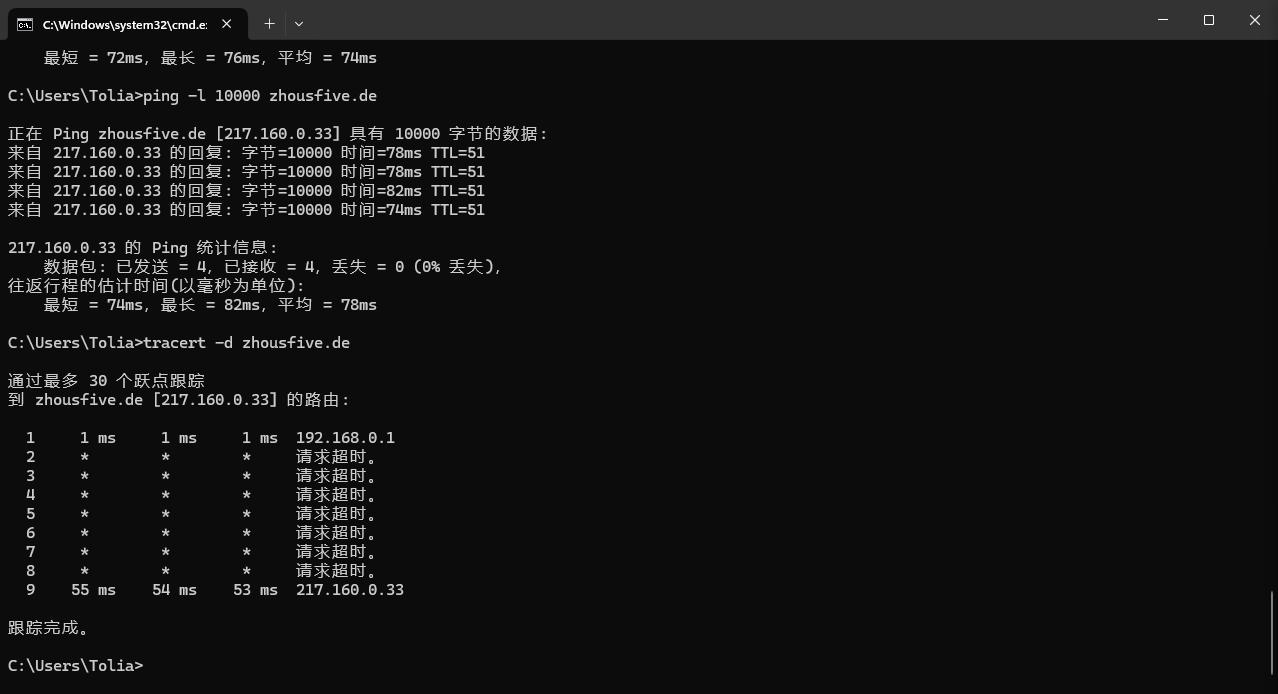 C:\Windows\system32\cmd.e
最短 = 72ms，最长 = 76ms，平均 = 74ms
C:\Users\Tolia>ping -l 10000 zhousfive.de
正在 Ping zhousfive.de [217.160.0.33] 具有 10000 字节的数据:
来自 217.160.0.33 的回复: 字节=10000 时间=78ms TTL=51
来自 217.160.0.33 的回复: 字节=10000 时间=78ms TTL=51
来自 217.160.0.33 的回复: 字节=10000 时间=82ms TTL=51
来自 217.160.0.33 的回复: 字节=10000 时间=74ms TTL=51
217.160.0.33 的 Ping 统计信息:
数据包: 已发送 = 4，已接收 = 4，丢失 = 0 (0% 丢失)，
往返行程的估计时间(以毫秒为单位):
最短 = 74ms，最长 = 82ms，平均 = 78ms
C:\Users\Tolia>tracert -d zhousfive.de
通过最多 30 个跃点跟踪
到 zhousfive.de [217.160.0.33] 的路由:
1 1 ms 1 ms 1 ms 192.168.0.1
2 * * * 请求超时。
3 * * * 请求超时。
4 * * * 请求超时。
5 * * * 请求超时。
6 * * * 请求超时。
7 * * * 请求超时。
8 * * * 请求超时。
9 55 ms 54 ms 53 ms 217.160.0.33
跟踪完成。
C:\Users\Tolia>